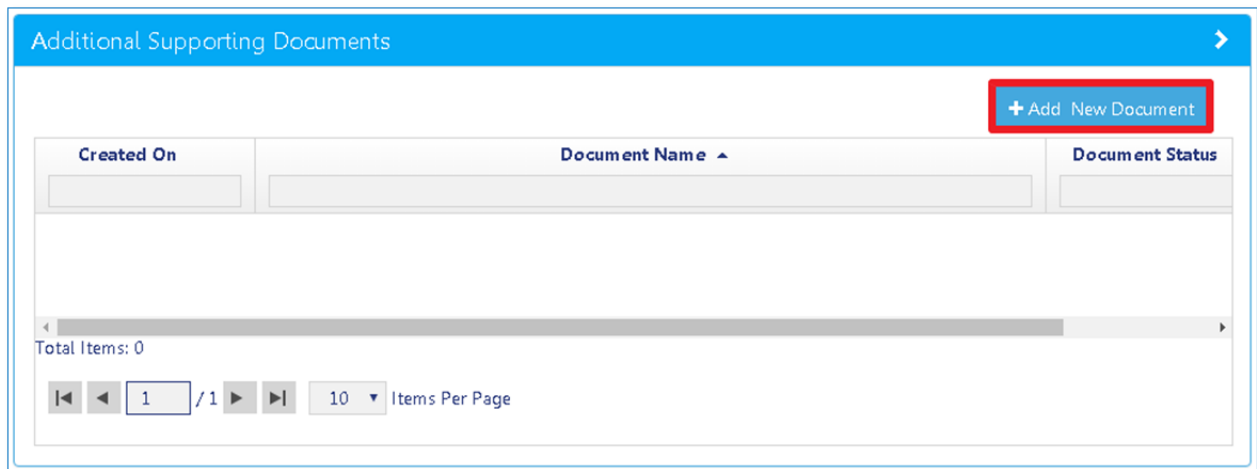 Additional Supporting Documents
+ Add New Document
Created On Document Name Document Status
Total Items: 0
1 / 1 10 Items Per Page